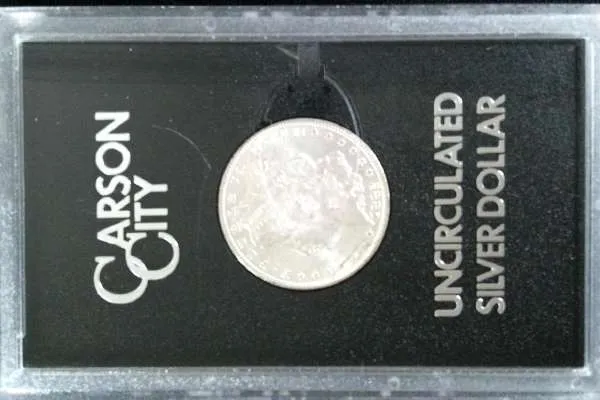 CARSON
CITY
UNCIRCULATED
SILVER DOLLAR